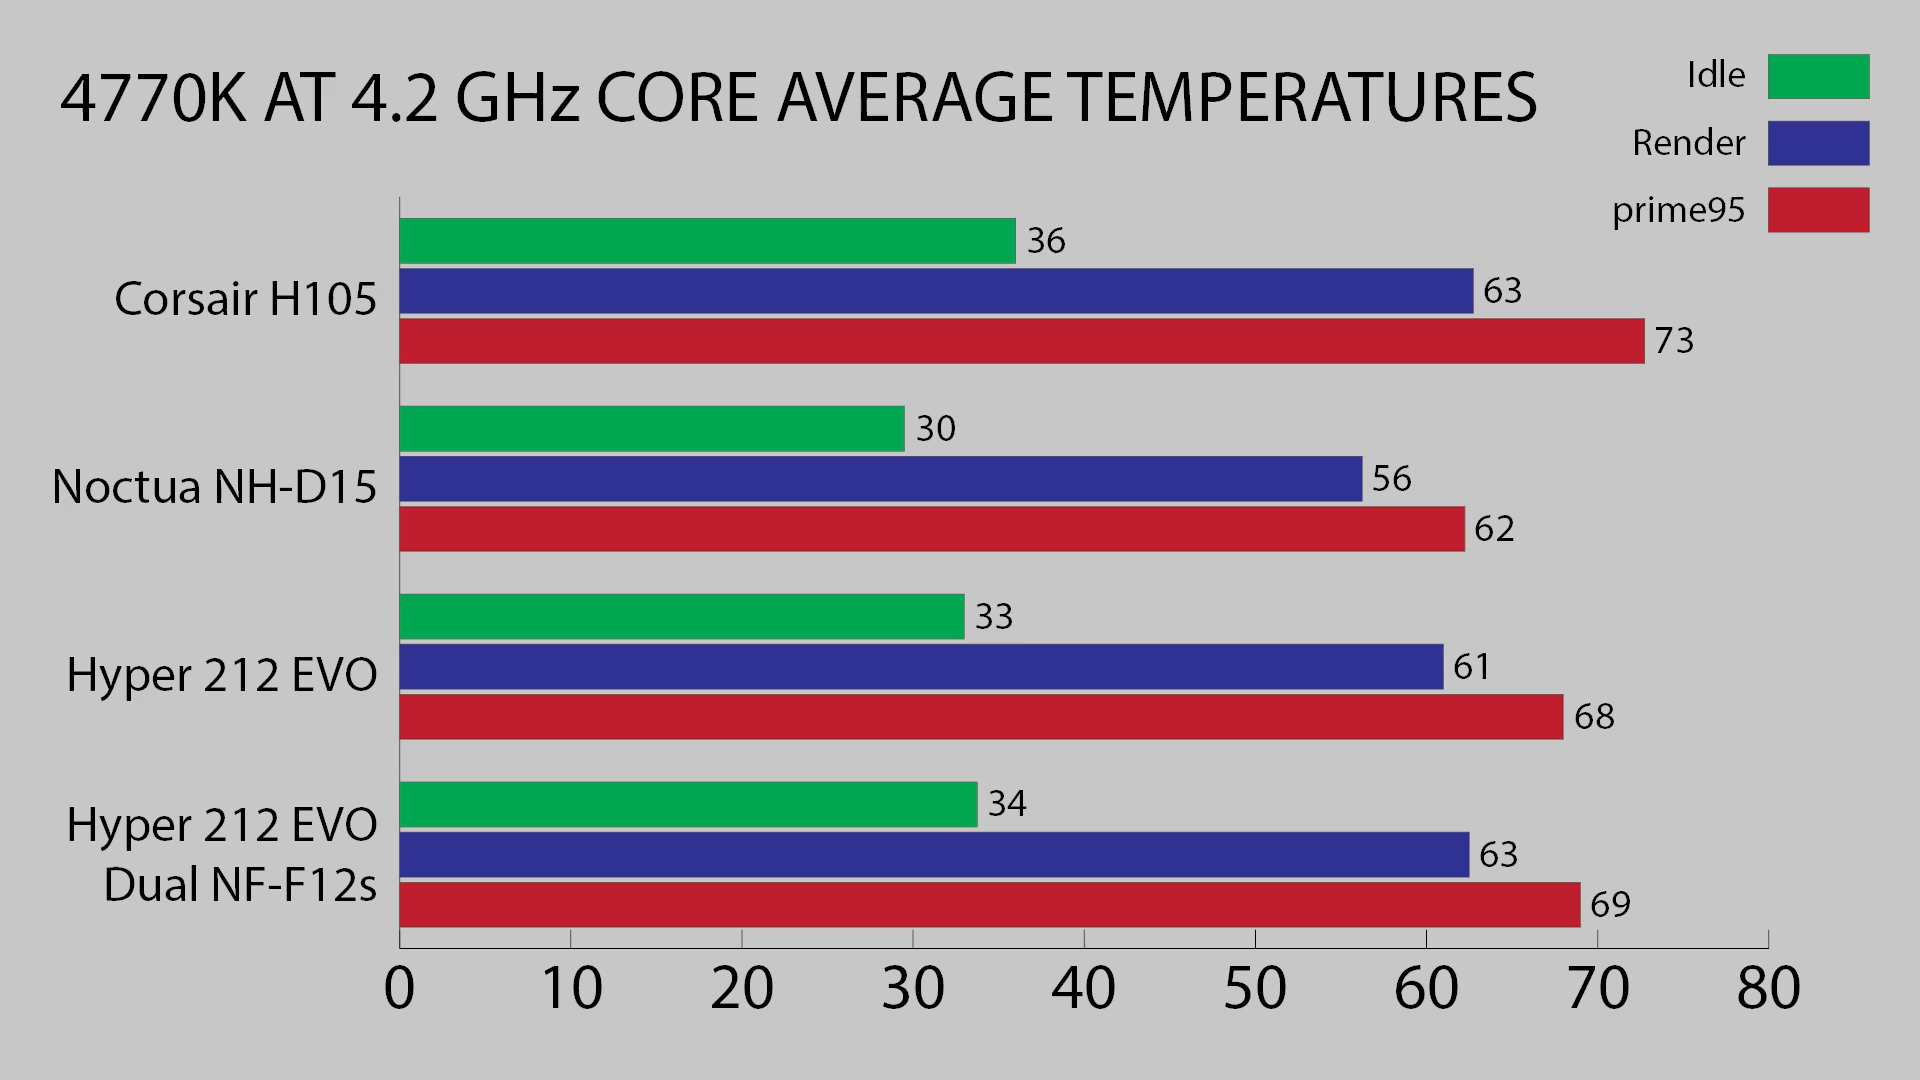 4770K AT 4.2 GHz CORE AVERAGE TEMPERATURES
Idle
Render
prime95
Corsair H105
36
63
73
Noctua NH-D15
30
56
62
Hyper 212 EVO
33
61
68
Hyper 212 EVO
Dual NF-F12s
34
63
69
0 10 20 30 40 50 60 70 80